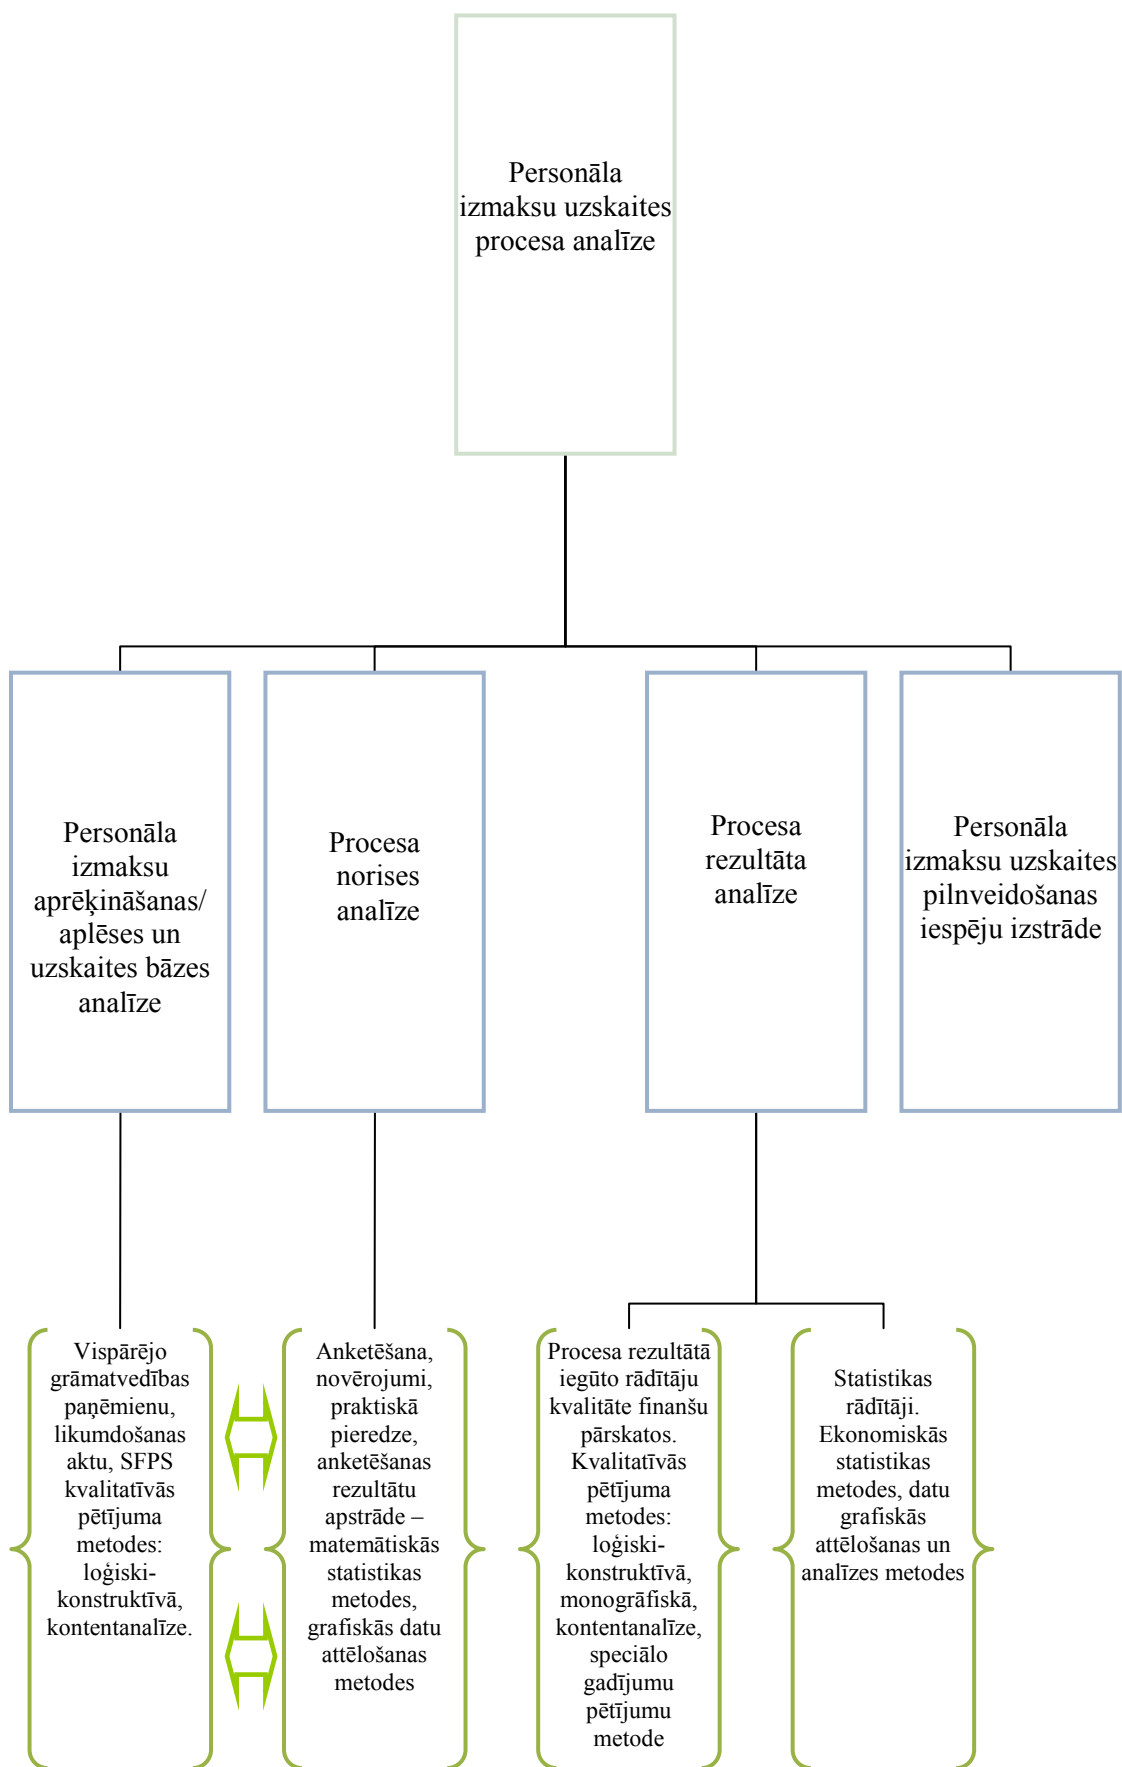 Personāla
izmaksu uzskaites
procesa analīze
Personāla
izmaksu
aprēķināšanas/
aplēses un
uzskaites bāzes
analīze
Procesa
norises
analīze
Procesa
rezultāta
analīze
Personāla
izmaksu uzskaites
pilnveidošanas
iespēju izstrāde
Vispārējo
grāmatvedības
paņēmienu,
likumdošanas
aktu, SFPS
kvalitatīvās
pētījuma
metodes:
loģiski-
konstruktīvā,
kontentanalīze.
Anketēšana,
novērojumi,
praktiskā
pieredze,
anketēšanas
rezultātu
apstrāde –
matemātiskās
statistikas
metodes,
grafiskās datu
attēlošanas
metodes
Procesa rezultātā
iegūto rādītāju
kvalitāte finanšu
pārskatos.
Kvalitatīvās
pētījuma
metodes:
loģiski-
konstruktīvā,
monogrāfiskā,
kontentanalīze,
speciālo
gadījumu
pētījumu
metode
Statistikas
rādītāji.
Ekonomiskās
statistikas
metodes, datu
grafiskās
attēlošanas un
analīzes metodes